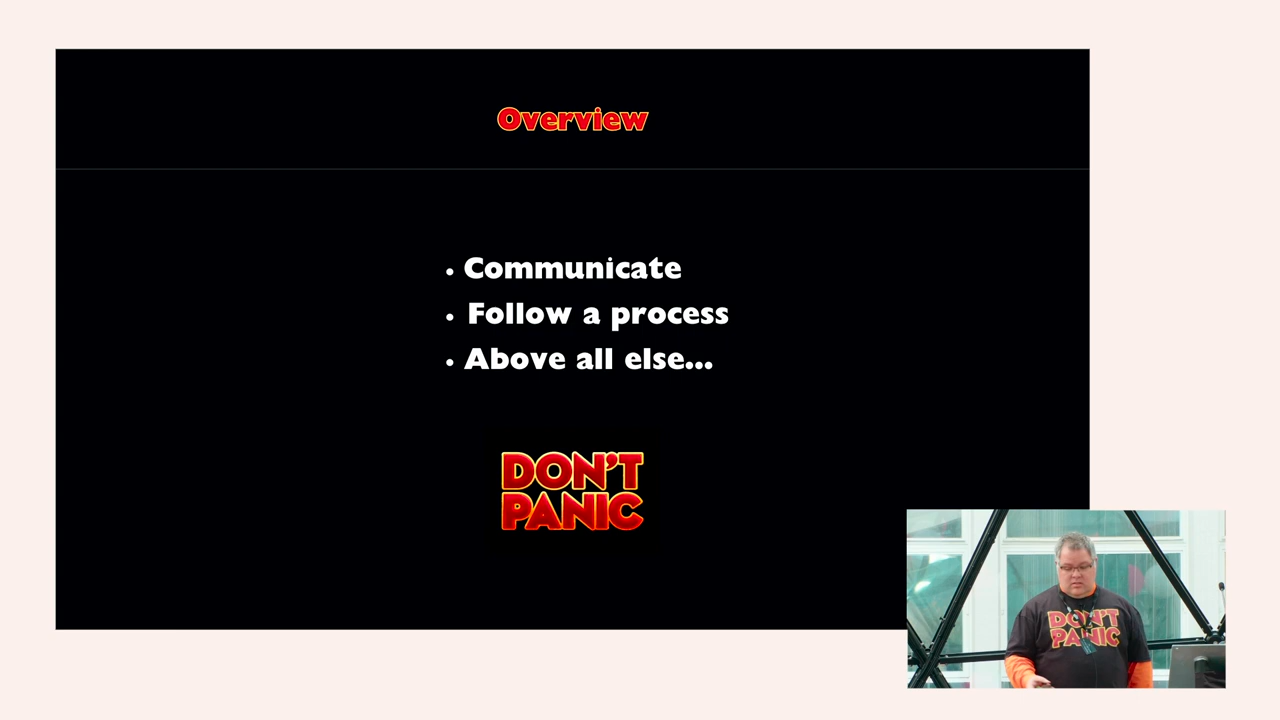 Overview
• Communicate
• Follow a process
• Above all else...
DON'T
PANIC
DON'T
PANIC